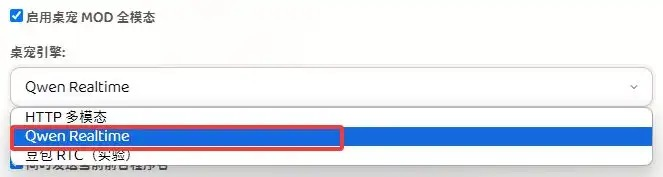 启用桌宠 MOD 全模态
桌宠引擎:
Qwen Realtime
HTTP 多模态
Qwen Realtime
豆包 RTC（实验）